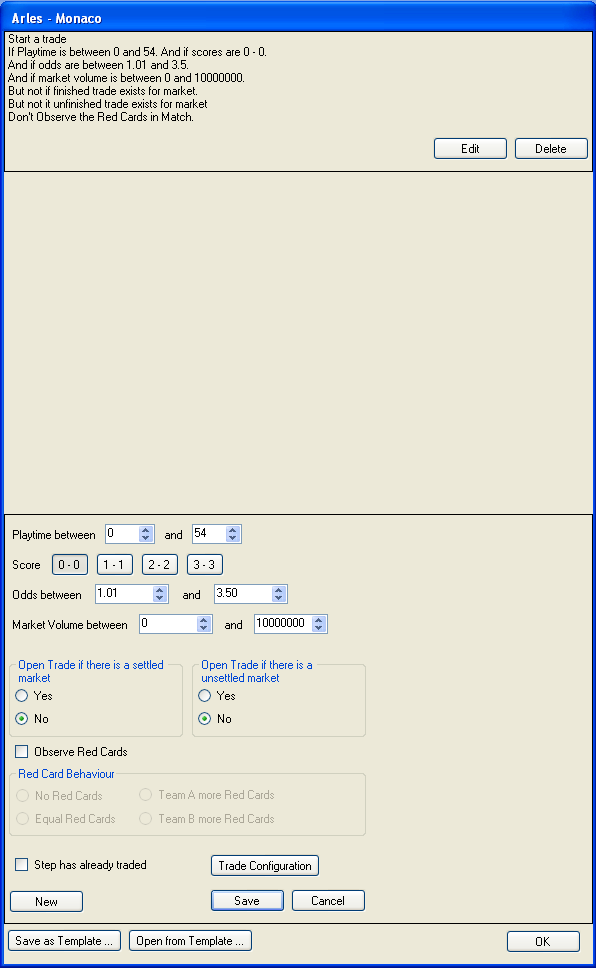 Arles - Monaco
Start a trade
If Playtime is between 0 and 54. And if scores are 0 - 0.
And if odds are between 1.01 and 3.5.
And if market volume is between 0 and 10000000.
But not if finished trade exists for market.
But not it unfinished trade exists for market
Don't Observe the Red Cards in Match.
Edit Delete
Playtime between 0 and 54
Score 0 - 0 1 - 1 2 - 2 3 - 3
Odds between 1.01 and 3.50
Market Volume between 0 and 10000000
Open Trade if there is a settled market
Yes
No
Open Trade if there is a unsettled market
Yes
No
Observe Red Cards
Red Card Behaviour
No Red Cards Team A more Red Cards
Equal Red Cards Team B more Red Cards
Step has already traded Trade Configuration
New Save Cancel
Save as Template ... Open from Template ... OK